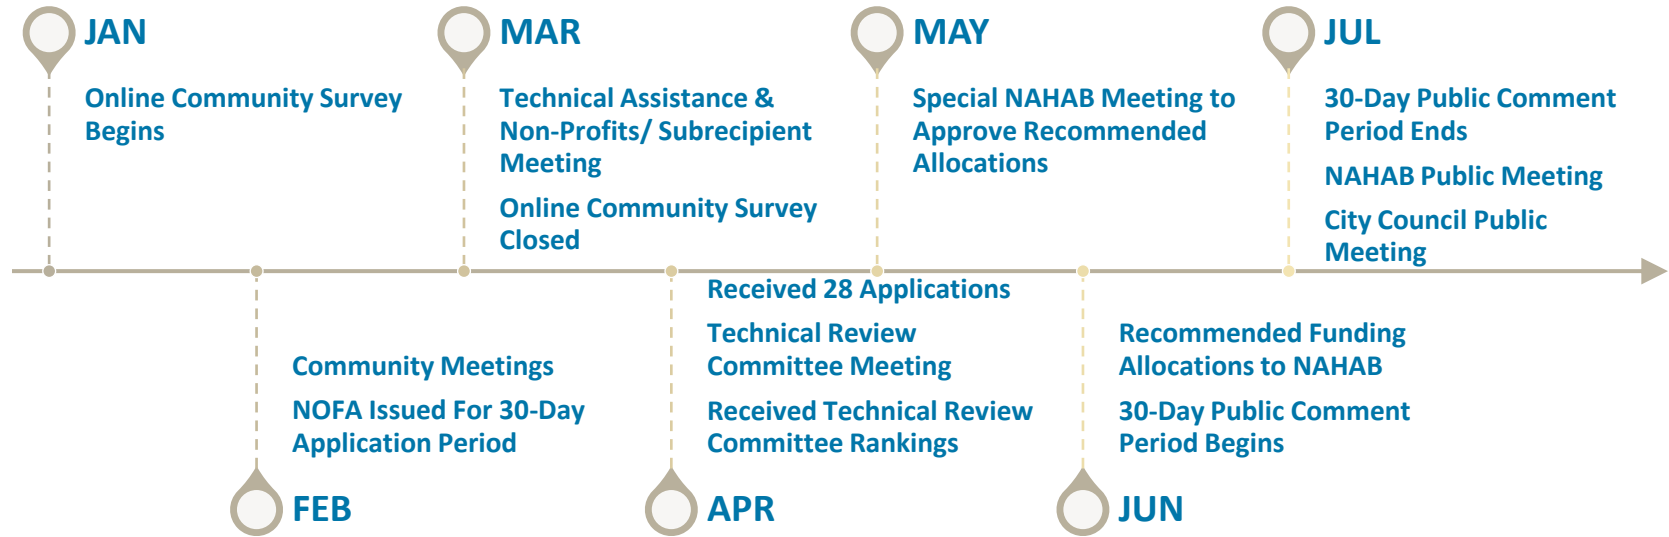 JAN
Online Community Survey
Begins
FEB
Community Meetings
NOFA Issued For 30-Day
Application Period
MAR
Technical Assistance &
Non-Profits/ Subrecipient
Meeting
Online Community Survey
Closed
APR
Received 28 Applications
Technical Review
Committee Meeting
Received Technical Review
Committee Rankings
MAY
Special NAHAB Meeting to
Approve Recommended
Allocations
JUN
Recommended Funding
Allocations to NAHAB
30-Day Public Comment
Period Begins
JUL
30-Day Public Comment
Period Ends
NAHAB Public Meeting
City Council Public
Meeting